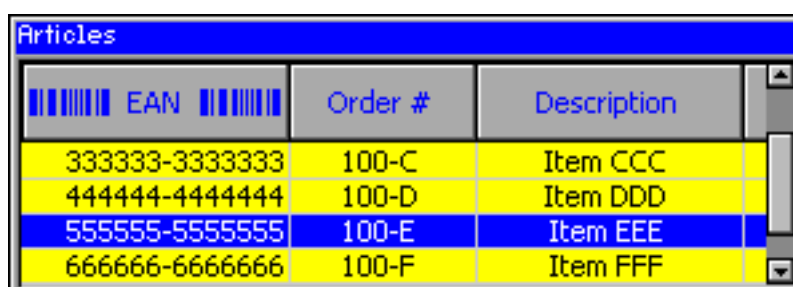 Articles
EAN Order # Description
333333-3333333 100-C Item CCC
444444-4444444 100-D Item DDD
555555-5555555 100-E Item EEE
666666-6666666 100-F Item FFF